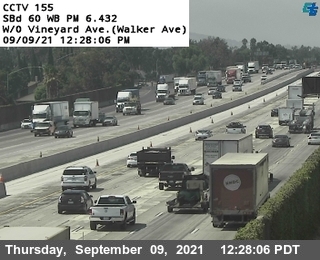 CCTV 155
SBd 60 WB PM 6.432
W/O Vineyard Ave.(Walker Ave)
09/09/21 12:28:06 PM
Thursday, September 09, 2021 12:28:06 PDT